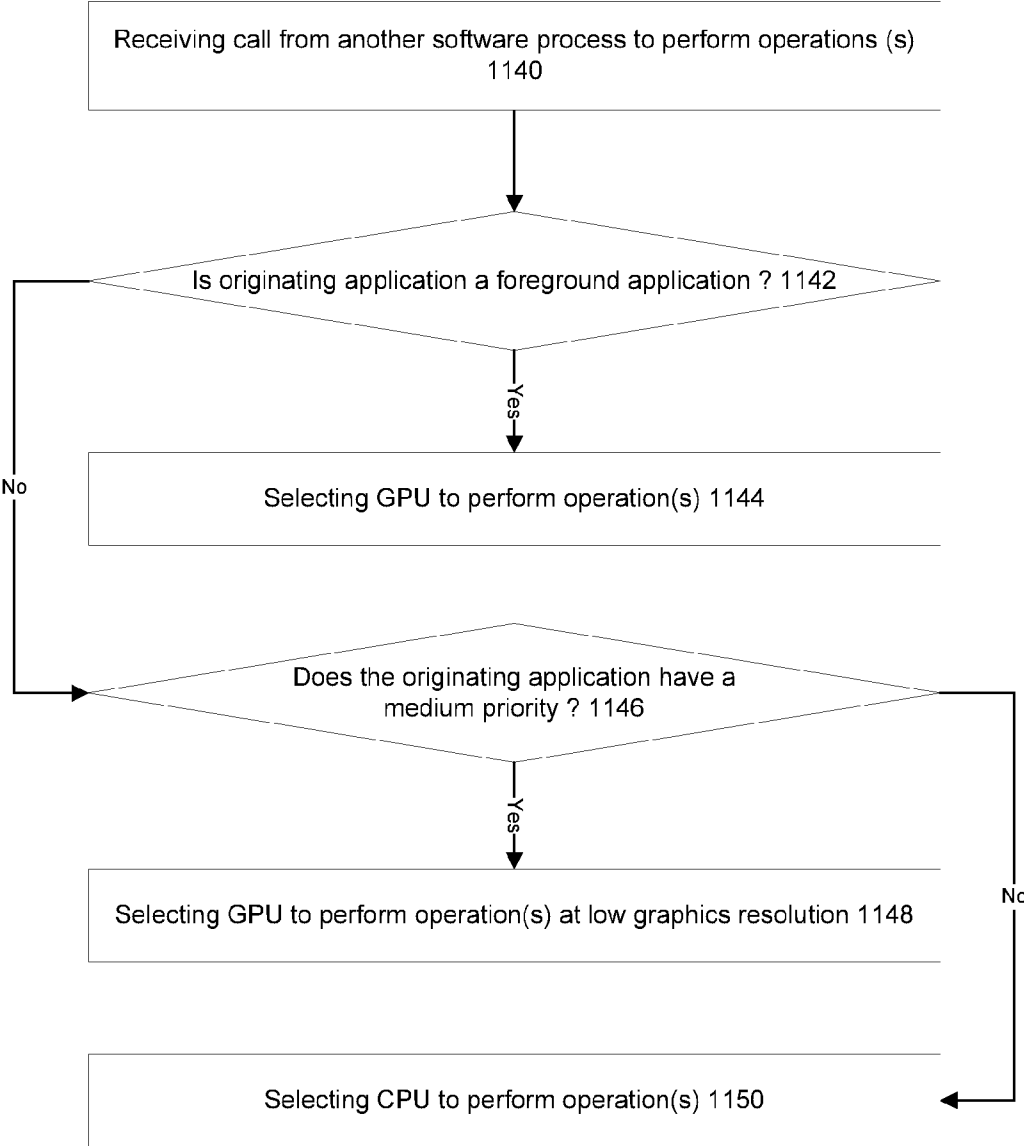 Receiving call from another software process to perform operations (s)
1140
Is originating application a foreground application ? 1142
Yes
No
Selecting GPU to perform operation(s) 1144
Does the originating application have a
medium priority ? 1146
Yes
No
Selecting GPU to perform operation(s) at low graphics resolution 1148
Selecting CPU to perform operation(s) 1150